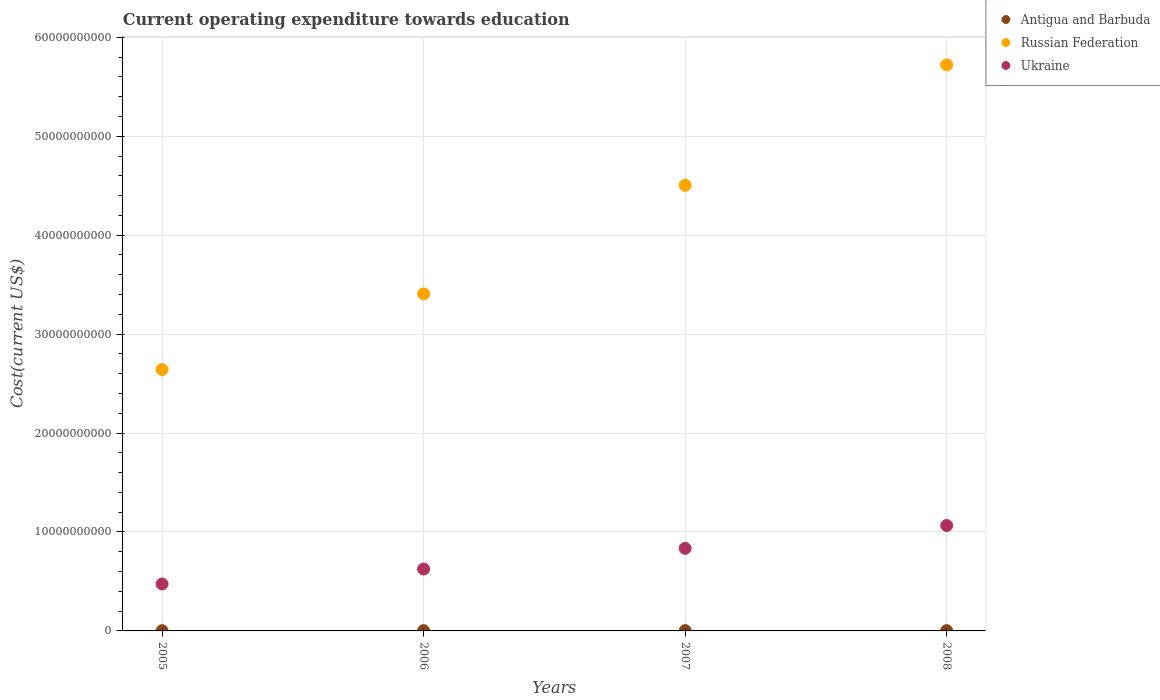 Current operating expenditure towards education
Antigua and Barbuda
Russian Federation
Ukraine
60000000000
50000000000
40000000000
30000000000
20000000000
10000000000
0
Cost(current US$)
2005
2006
2007
2008
Years